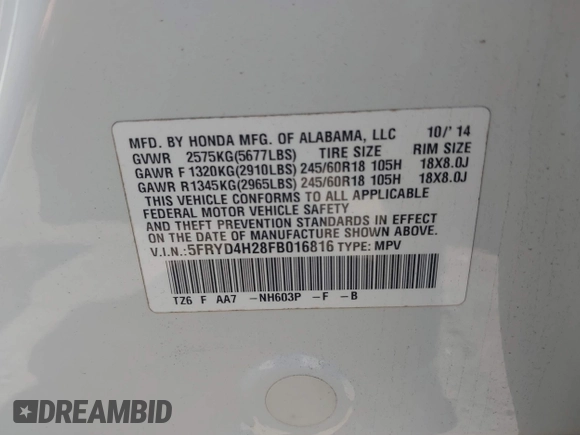 MFD. BY HONDA MFG. OF ALABAMA, LLC 10/'14
GVWR 2575KG(5677LBS) TIRE SIZE RIM SIZE
GAWR F 1320KG(2910LBS) 245/60R18 105H 18X8.0J
GAWR R1345KG(2965LBS) 245/60R18 105H 18X8.0J
THIS VEHICLE CONFORMS TO ALL APPLICABLE
FEDERAL MOTOR VEHICLE SAFETY
AND THEFT PREVENTION STANDARDS IN EFFECT
ON THE DATE OF MANUFACTURE SHOWN ABOVE.
V.I.N.:5FRYD4H28FB016816 TYPE: MPV
TZ6 F AA7 -NH603P -F -B
DREAMBID